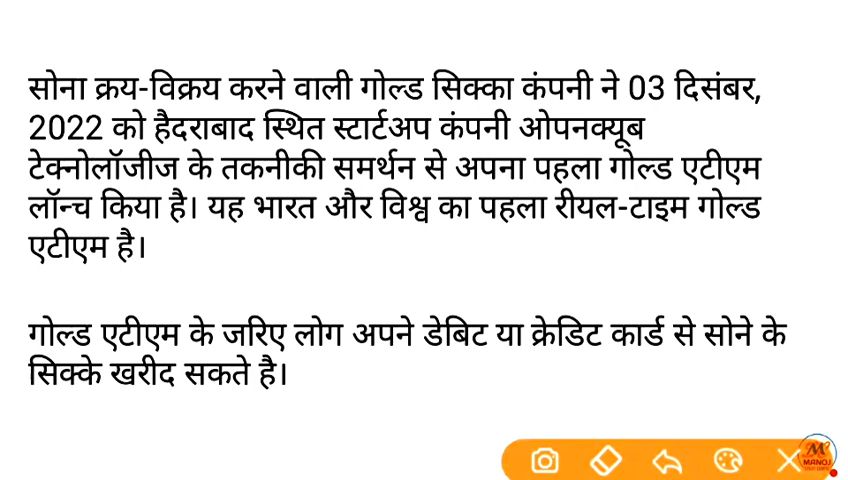 सोना क्रय-विक्रय करने वाली गोल्ड सिक्का कंपनी ने 03 दिसंबर,
2022 को हैदराबाद स्थित स्टार्टअप कंपनी ओपनक्यूब
टेक्नोलॉजीज के तकनीकी समर्थन से अपना पहला गोल्ड एटीएम
लॉन्च किया है। यह भारत और विश्व का पहला रीयल-टाइम गोल्ड
एटीएम है।
गोल्ड एटीएम के जरिए लोग अपने डेबिट या क्रेडिट कार्ड से सोने के
सिक्के खरीद सकते है।
MANOJ